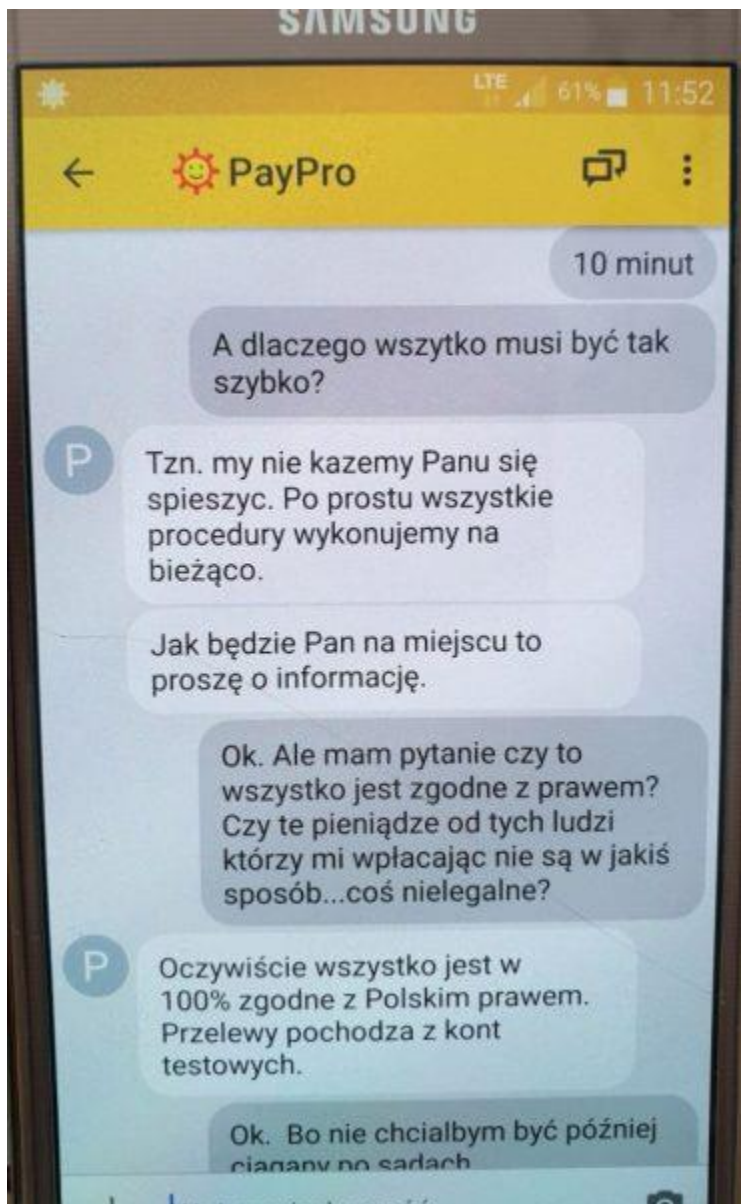 SAMSUNG
LTE 61% 11:52
PayPro
10 minut
A dlaczego wszytko musi być tak
szybko?
P
Tzn. my nie kazemy Panu się
spieszyc. Po prostu wszystkie
procedury wykonujemy na
bieżąco.
Jak będzie Pan na miejscu to
proszę o informację.
Ok. Ale mam pytanie czy to
wszystko jest zgodne z prawem?
Czy te pieniądze od tych ludzi
którzy mi wpłacając nie są w jakiś
sposób...coś nielegalne?
P
Oczywiście wszystko jest w
100% zgodne z Polskim prawem.
Przelewy pochodza z kont
testowych.
Ok. Bo nie chcialbym być później
ciagany po sadach